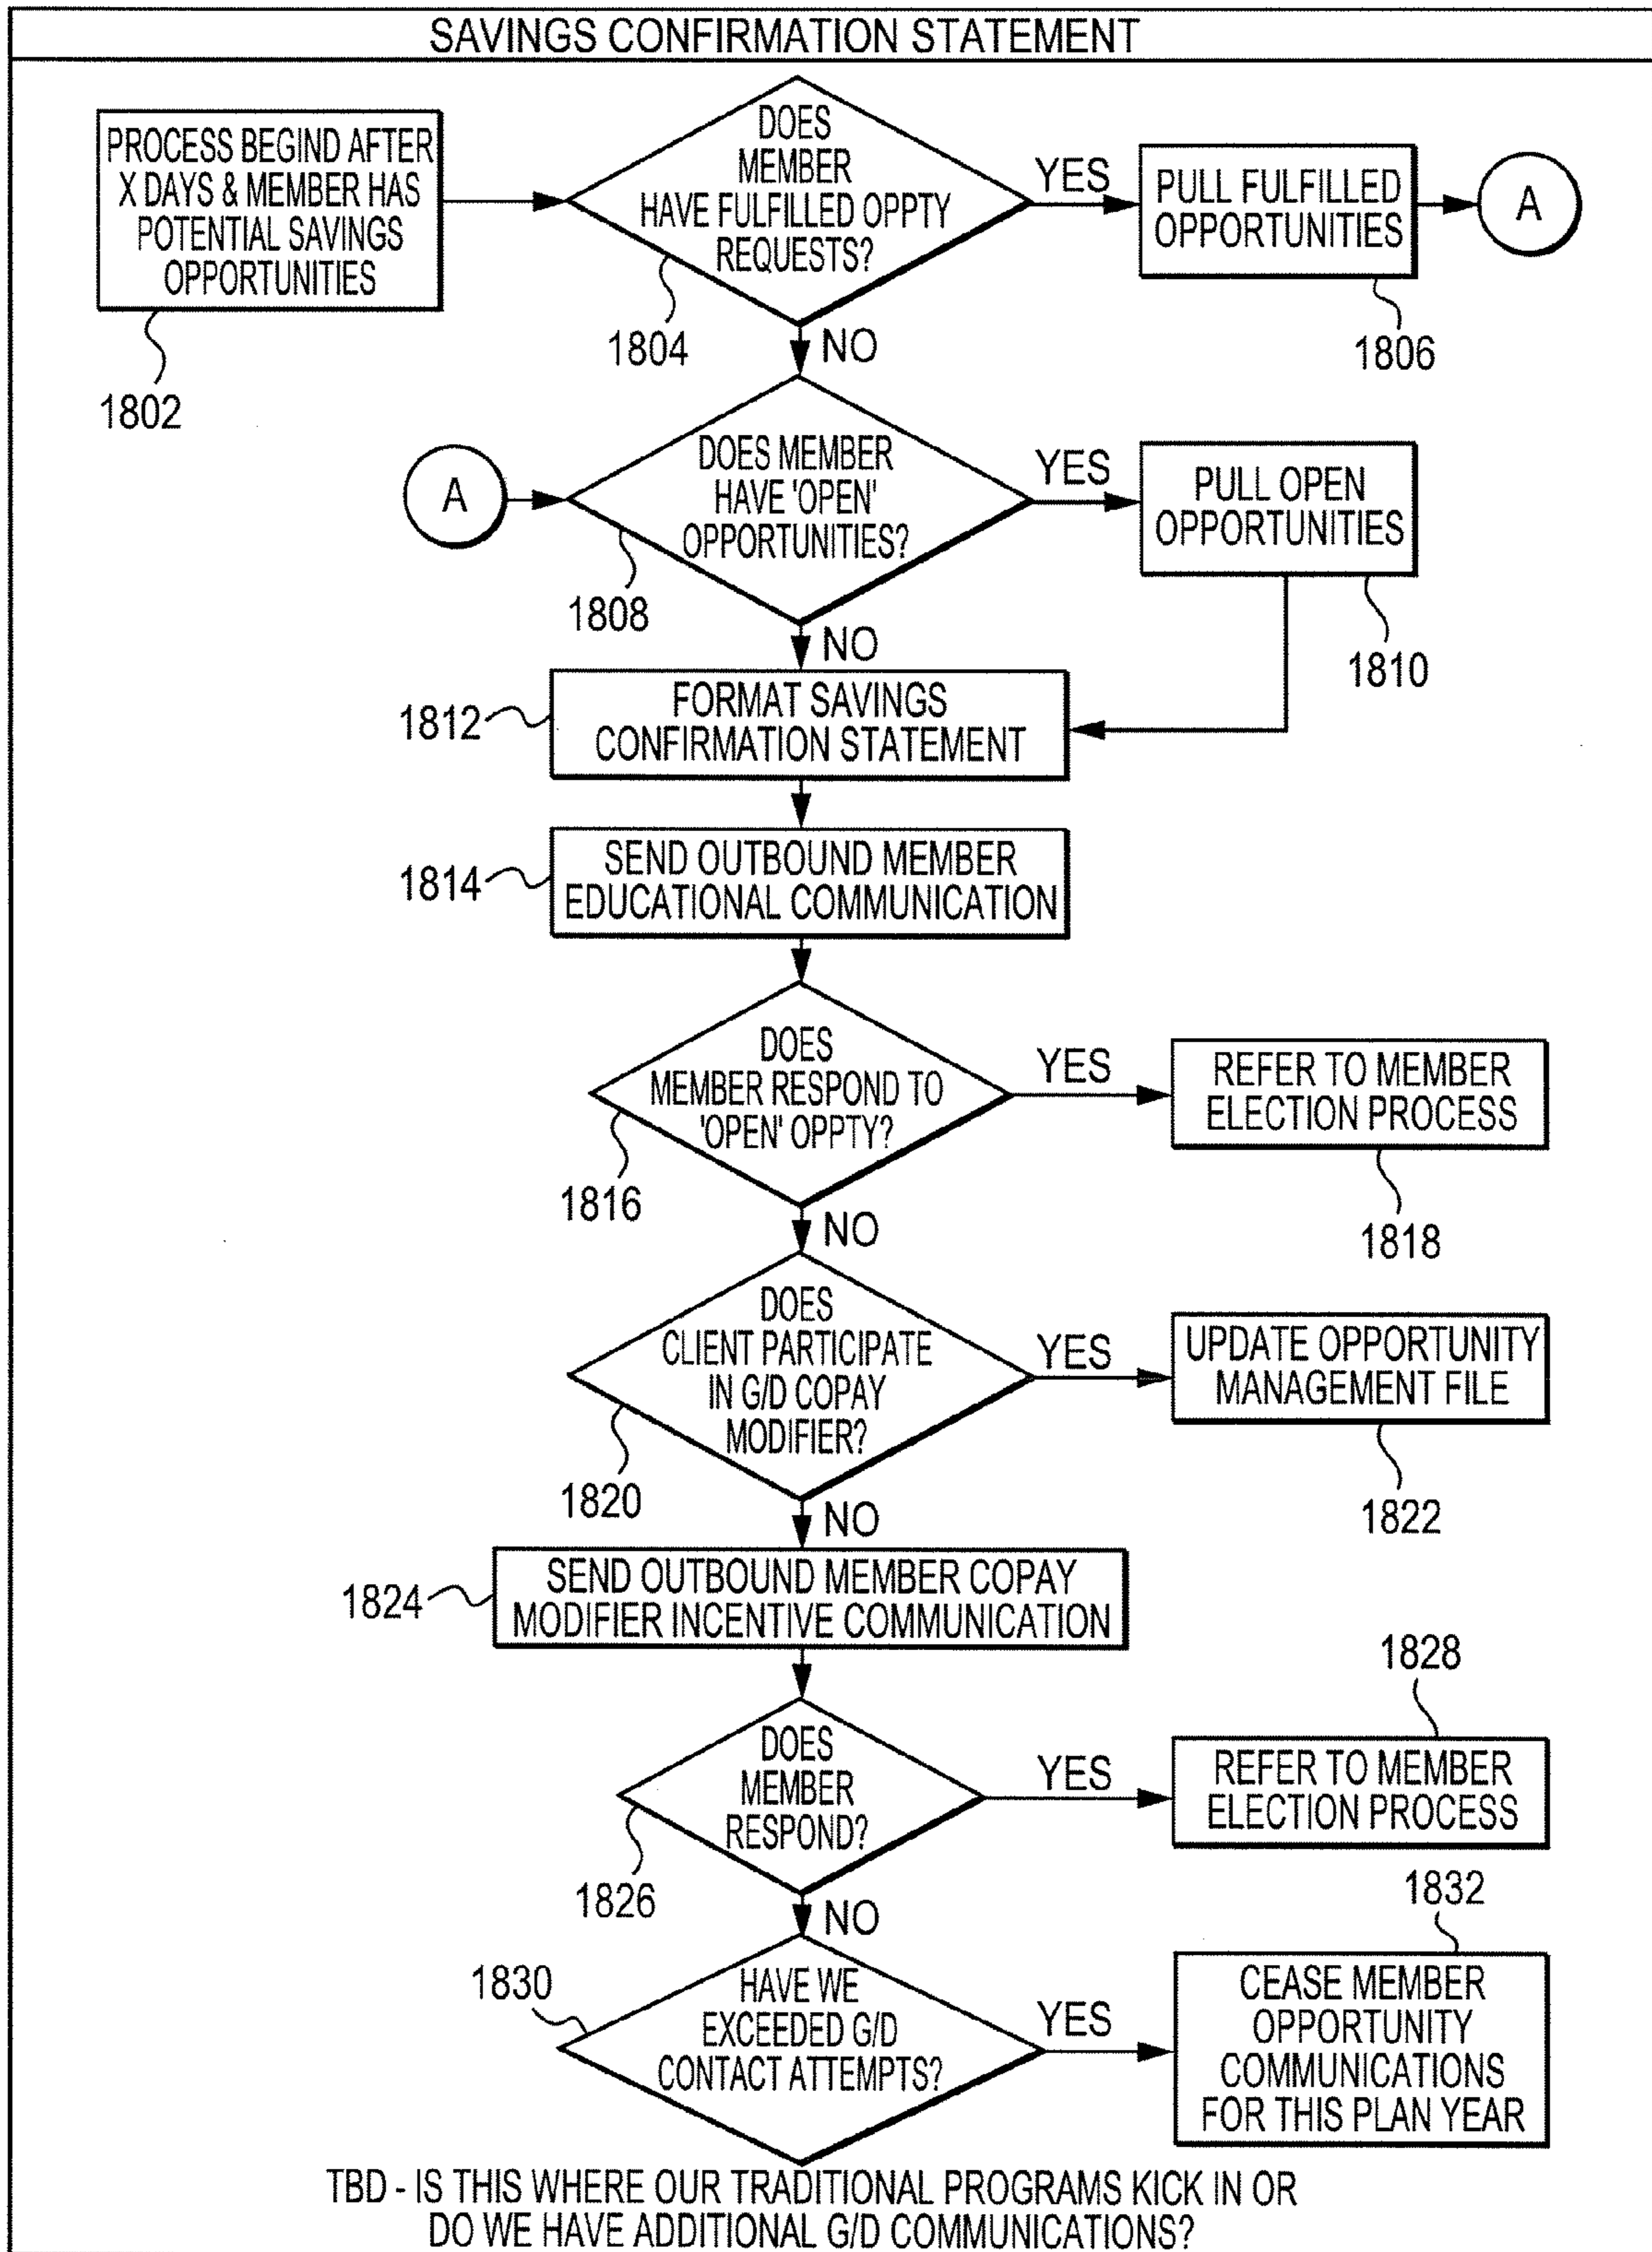 SAVINGS CONFIRMATION STATEMENT
PROCESS BEGIND AFTER
X DAYS & MEMBER HAS
POTENTIAL SAVINGS
OPPORTUNITIES
1802
DOES
MEMBER
HAVE FULFILLED OPPTY
REQUESTS?
1804
YES
PULL FULFILLED
OPPORTUNITIES
1806
A
NO
A
DOES MEMBER
HAVE 'OPEN'
OPPORTUNITIES?
1808
YES
PULL OPEN
OPPORTUNITIES
1810
NO
1812
FORMAT SAVINGS
CONFIRMATION STATEMENT
1814
SEND OUTBOUND MEMBER
EDUCATIONAL COMMUNICATION
DOES
MEMBER RESPOND TO
'OPEN' OPPTY?
1816
YES
REFER TO MEMBER
ELECTION PROCESS
1818
NO
DOES
CLIENT PARTICIPATE
IN G/D COPAY
MODIFIER?
1820
YES
UPDATE OPPORTUNITY
MANAGEMENT FILE
1822
NO
1824
SEND OUTBOUND MEMBER COPAY
MODIFIER INCENTIVE COMMUNICATION
DOES
MEMBER
RESPOND?
1826
YES
1828
REFER TO MEMBER
ELECTION PROCESS
NO
1830
HAVE WE
EXCEEDED G/D
CONTACT ATTEMPTS?
YES
1832
CEASE MEMBER
OPPORTUNITY
COMMUNICATIONS
FOR THIS PLAN YEAR
TBD - IS THIS WHERE OUR TRADITIONAL PROGRAMS KICK IN OR
DO WE HAVE ADDITIONAL G/D COMMUNICATIONS?